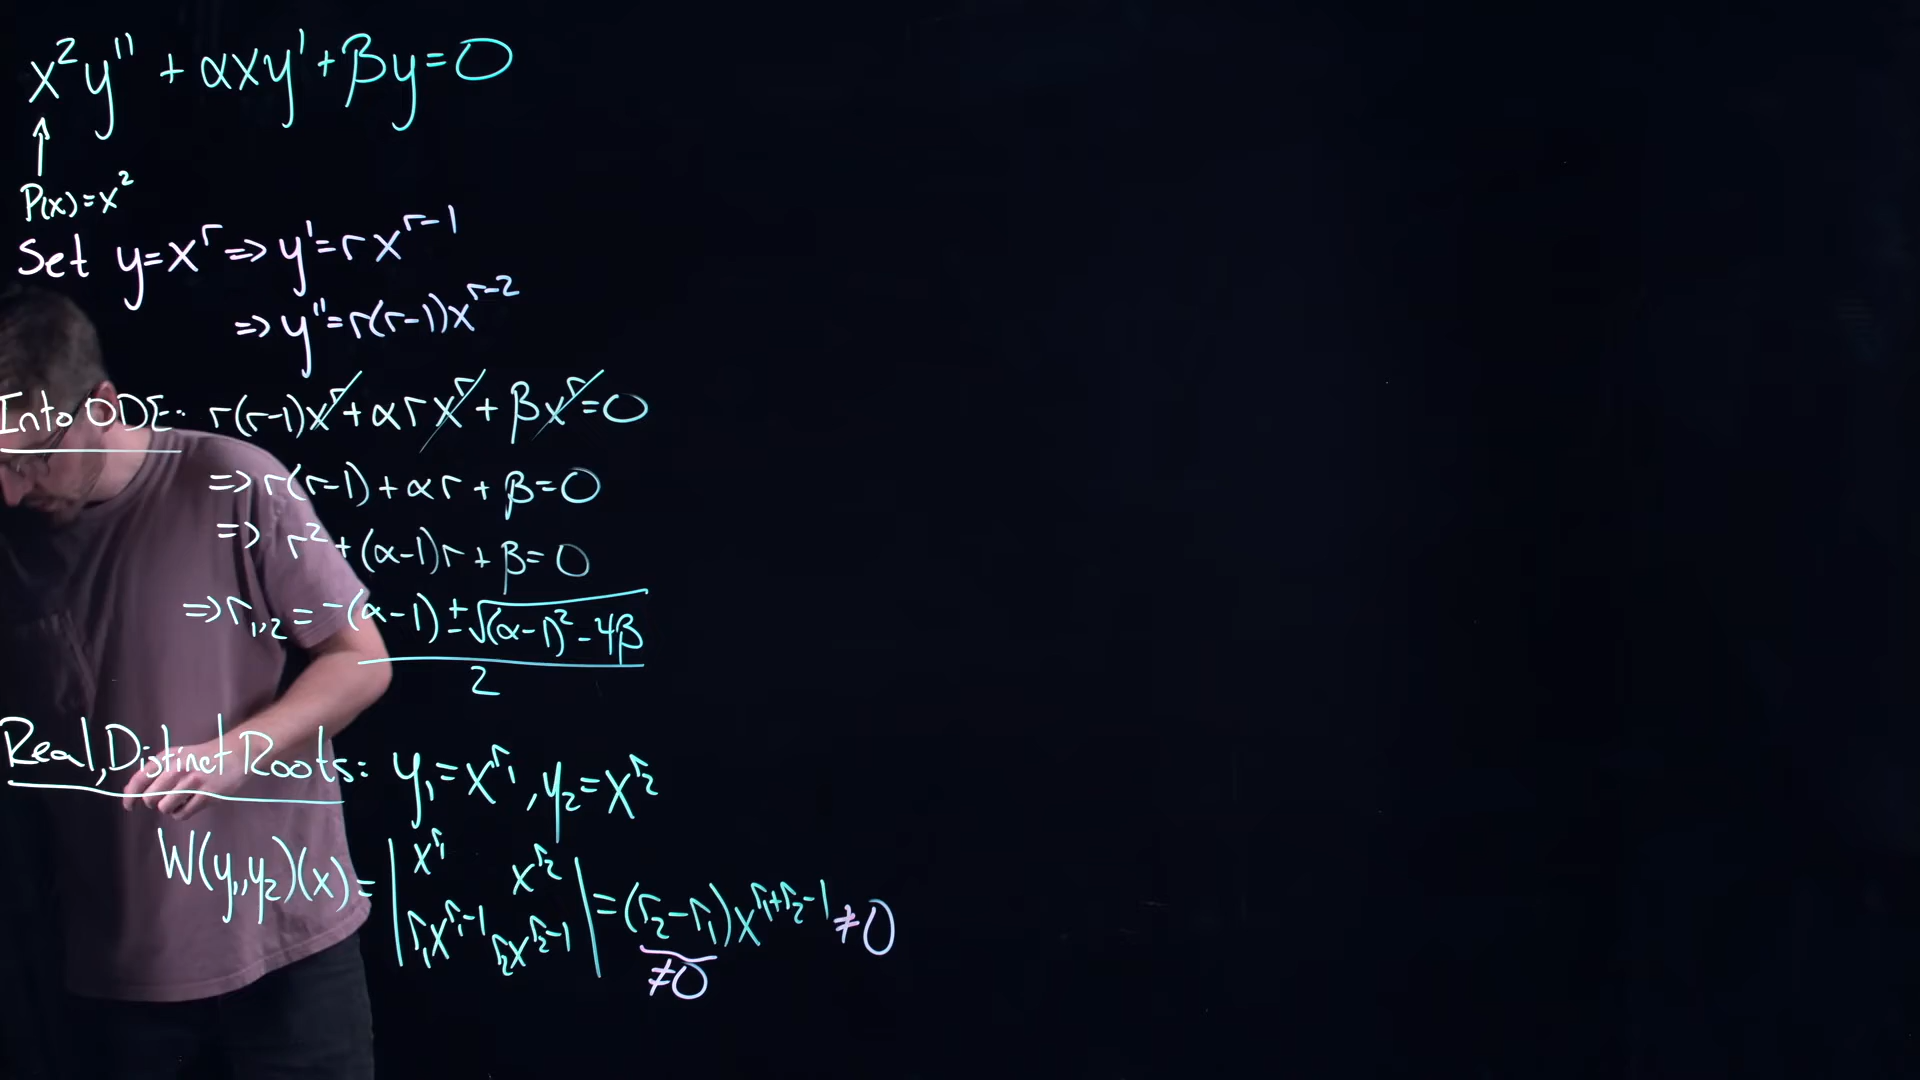 x²y'' + αxy' + βy = 0
↑
P(x) = x²
Set y = x^r ⇒ y' = r x^(r-1)
⇒ y'' = r(r-1)x^(r-2)
Into ODE: r(r-1)x^r + αr x^r + βx^r = 0
⇒ r(r-1) + αr + β = 0
⇒ r² + (α-1)r + β = 0
⇒ r₁,₂ = (-(α-1) ± √((α-1)² - 4β)) / 2
Real, Distinct Roots: y₁ = x^(r₁), y₂ = x^(r₂)
W(y₁,y₂)(x) = | x^(r₁) x^(r₂) |
| r₁x^(r₁-1) r₂x^(r₂-1) | = (r₂-r₁)x^(r₁+r₂-1) ≠ 0
≠0